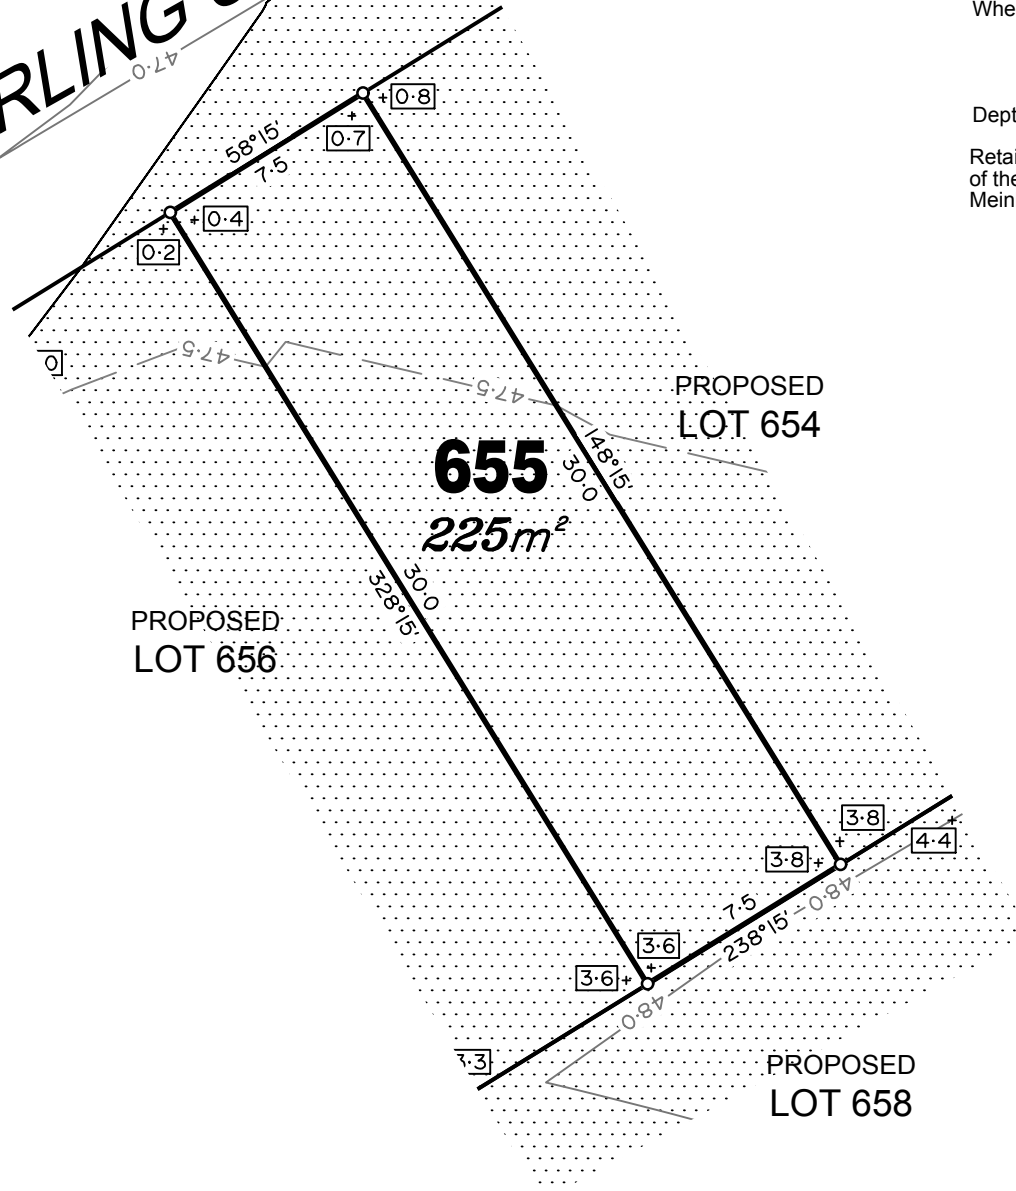 RLING
47·0
Whe
Dept
Retai
of the
Mein
0·8
0·7
58°15'
7·5
0·4
0·2
47·5
47·5
PROPOSED
LOT 654
148°15'
30·0
655
225m²
30·0
328°15'
PROPOSED
LOT 656
3·8
4·4
3·8
48·0
7·5
238°15'
3·6
3·6
48·0
PROPOSED
LOT 658